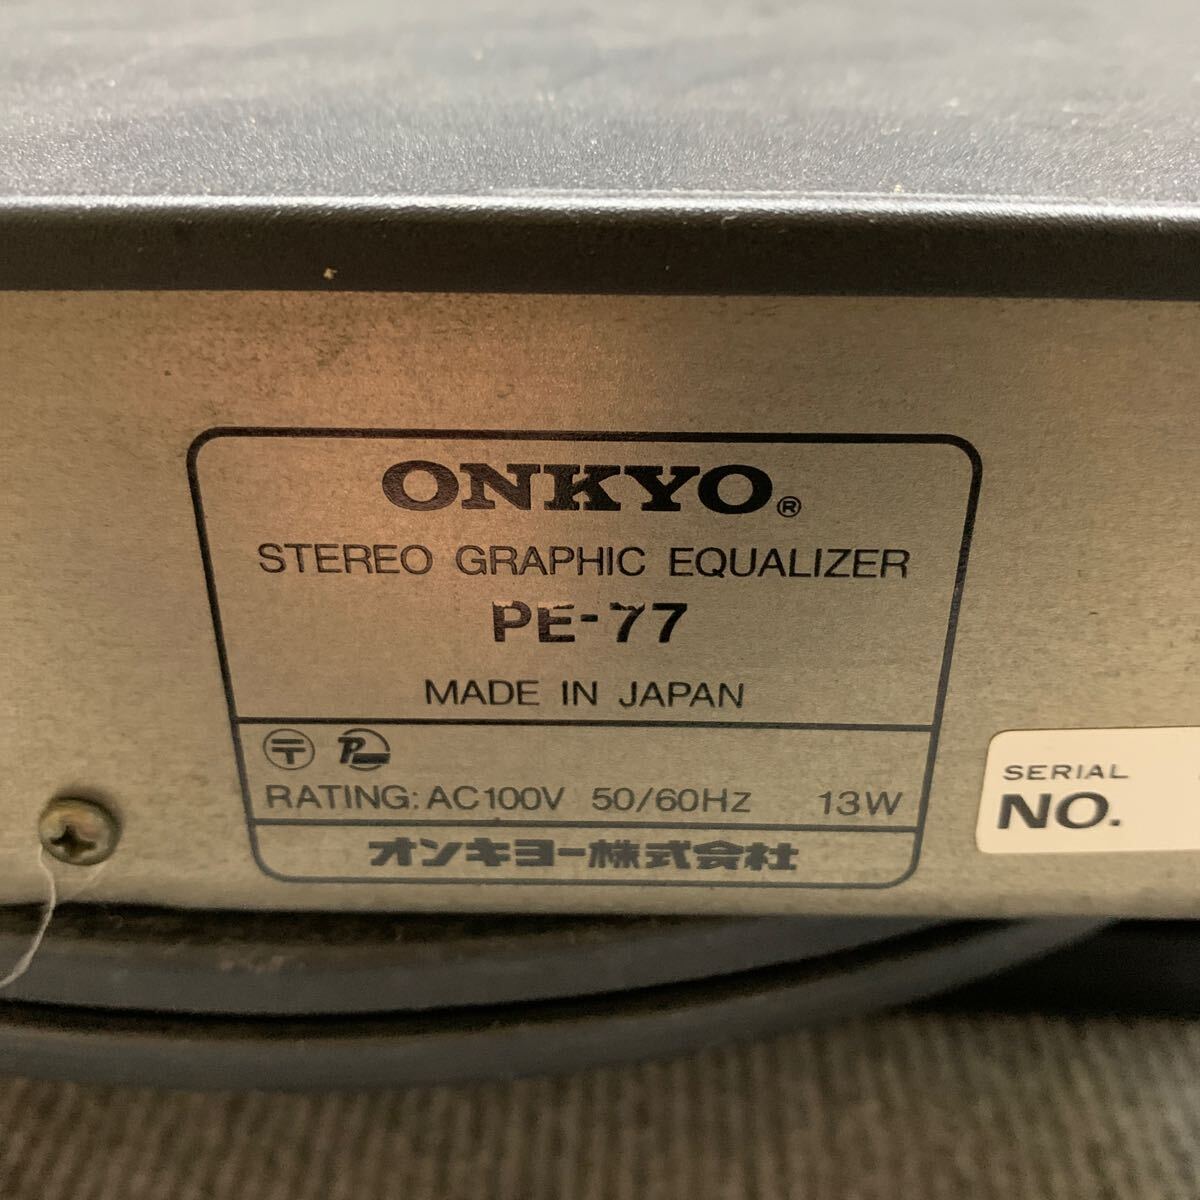 ONKYO®
STEREO GRAPHIC EQUALIZER
PE-77
MADE IN JAPAN
〒 P
RATING: AC100V 50/60Hz 13W
オンキヨー株式会社
SERIAL
NO.